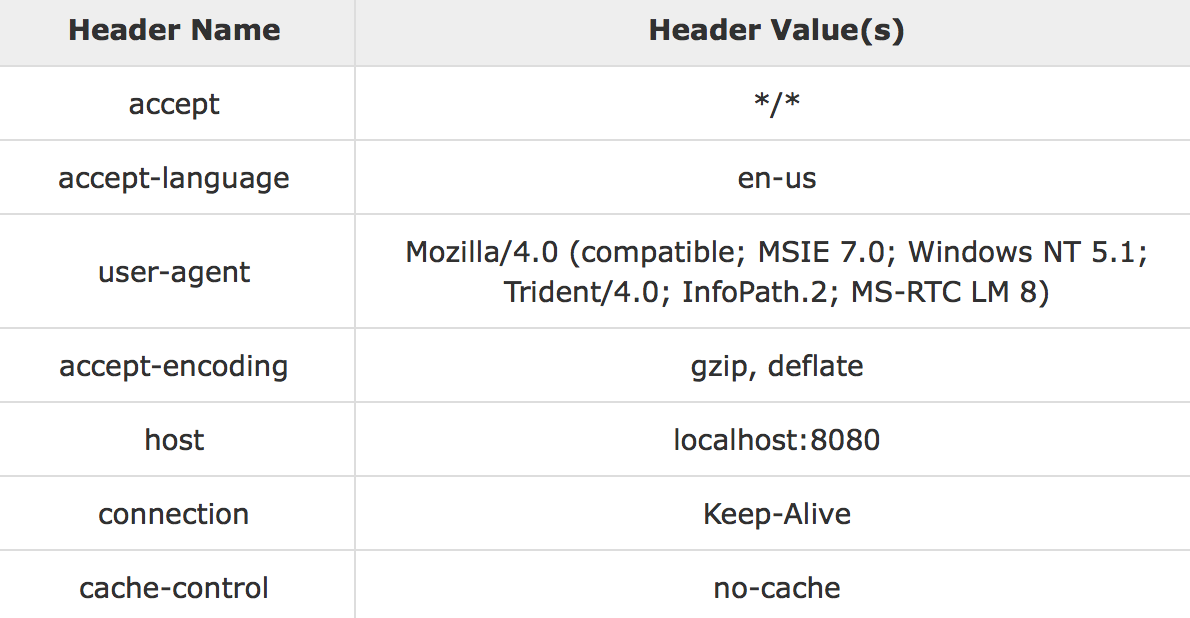 Header Name Header Value(s)
accept */*
accept-language en-us
user-agent Mozilla/4.0 (compatible; MSIE 7.0; Windows NT 5.1;
Trident/4.0; InfoPath.2; MS-RTC LM 8)
accept-encoding gzip, deflate
host localhost:8080
connection Keep-Alive
cache-control no-cache